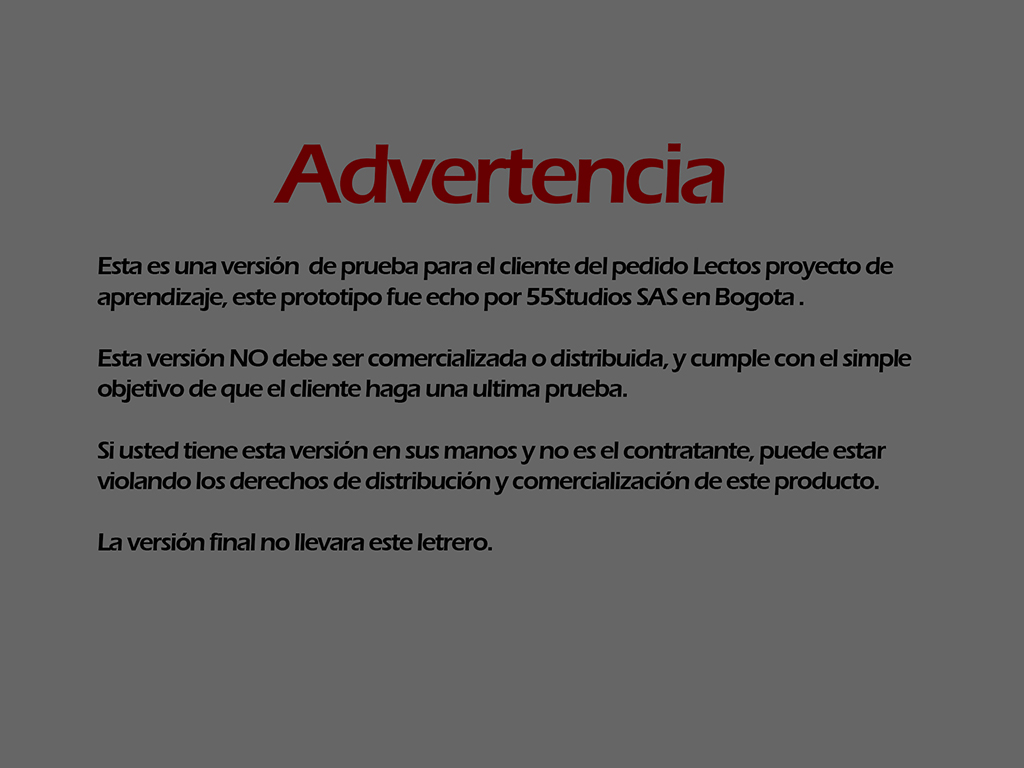 Advertencia
Esta es una versión  de prueba para el cliente del pedido Lectos proyecto de
aprendizaje, este prototipo fue echo por 55Studios SAS en Bogota .
Esta versión NO debe ser comercializada o distribuida, y cumple con el simple
objetivo de que el cliente haga una ultima prueba.
Si usted tiene esta versión en sus manos y no es el contratante, puede estar
violando los derechos de distribución y comercialización de este producto.
La versión final no llevara este letrero.